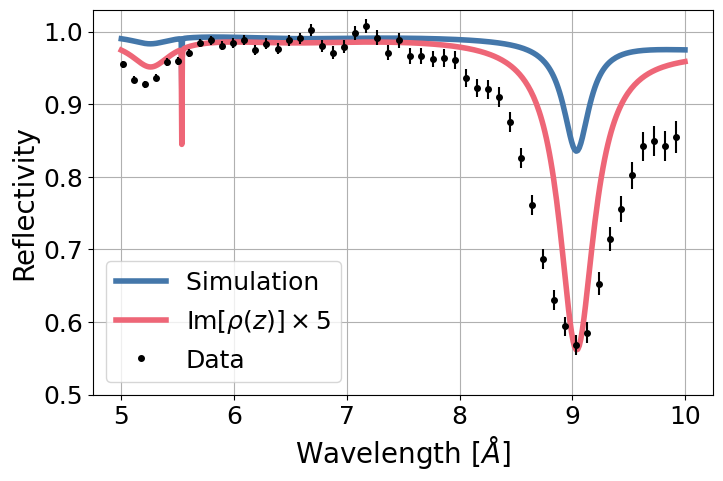 1.0
0.9
0.8
0.7
0.6
0.5
Reflectivity
Simulation
Im[ρ(z)] × 5
Data
5 6 7 8 9 10
Wavelength [Å]